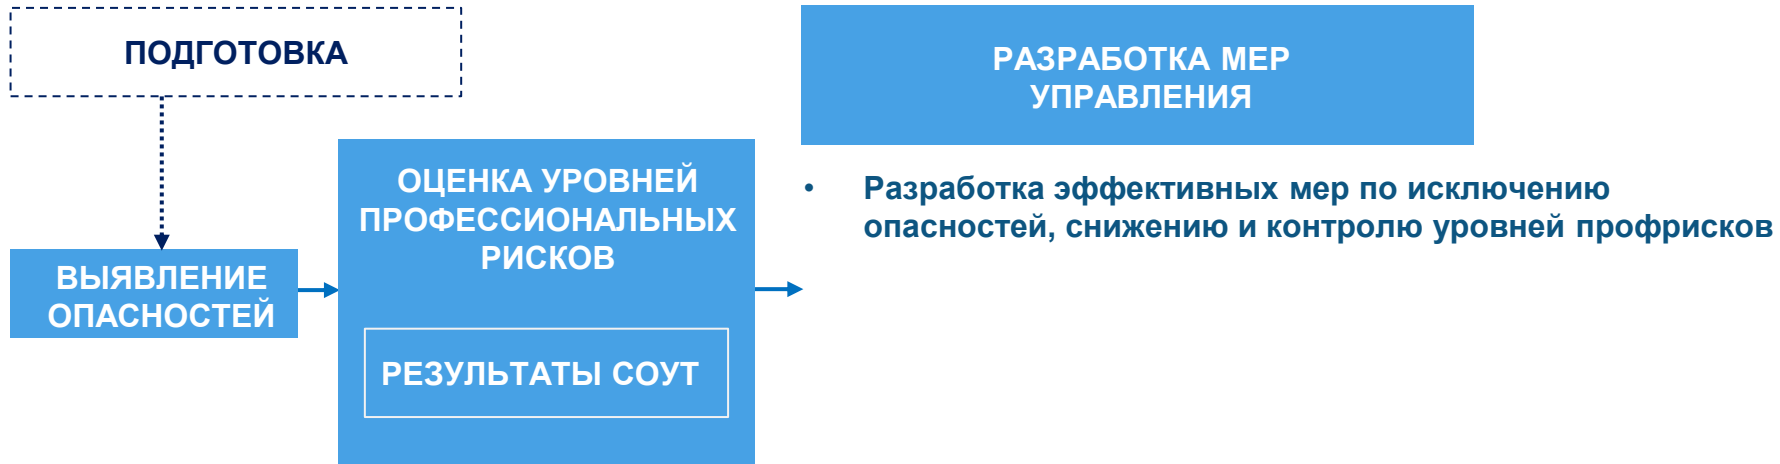 ПОДГОТОВКА
ВЫЯВЛЕНИЕ
ОПАСНОСТЕЙ
ОЦЕНКА УРОВНЕЙ
ПРОФЕССИОНАЛЬНЫХ
РИСКОВ
РЕЗУЛЬТАТЫ СОУТ
РАЗРАБОТКА МЕР
УПРАВЛЕНИЯ
• Разработка эффективных мер по исключению
опасностей, снижению и контролю уровней профрисков